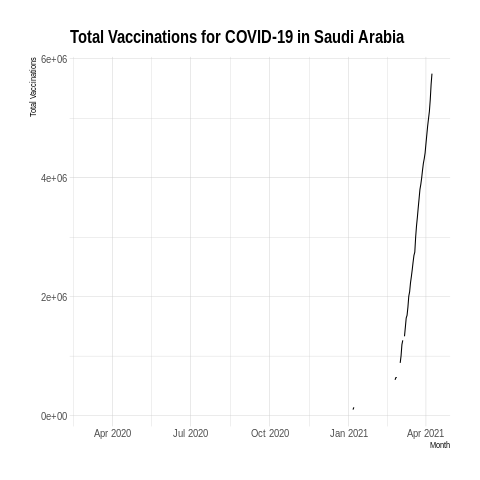 Total Vaccinations for COVID-19 in Saudi Arabia
Total Vaccinations
6e+06
4e+06
2e+06
0e+00
Apr 2020 Jul 2020 Oct 2020 Jan 2021 Apr 2021
Month